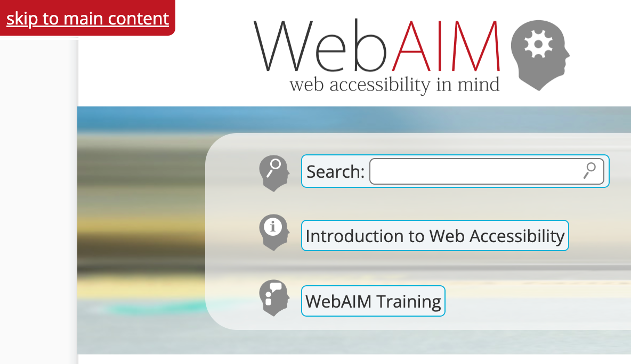 skip to main content
WebAIM
web accessibility in mind
Search:
Introduction to Web Accessibility
WebAIM Training